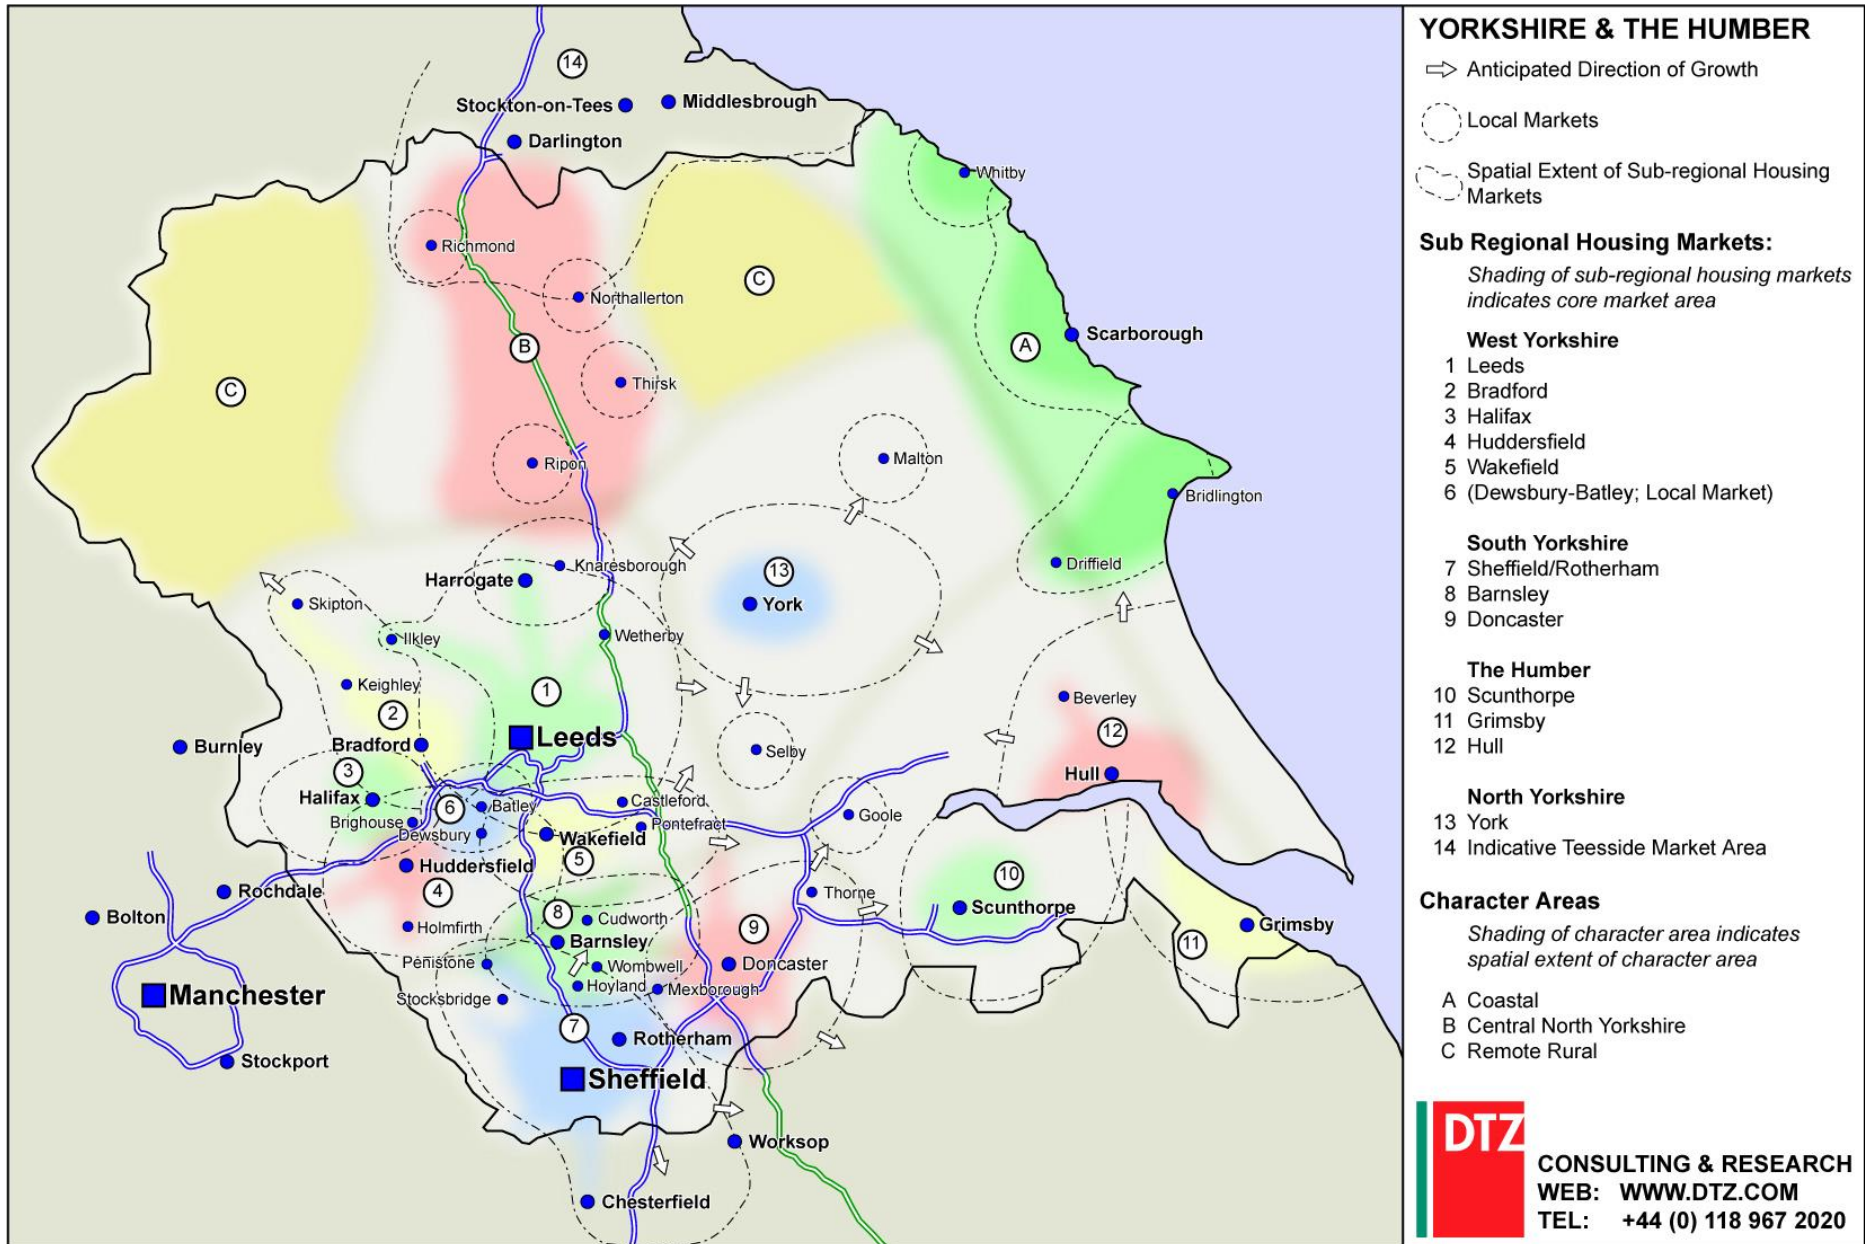 14
Stockton-on-Tees
Middlesbrough
Darlington
Whitby
Richmond
C
Northallerton
B
A
Scarborough
Thirsk
C
Ripon
Malton
Bridlington
Knaresborough
Harrogate
13
Driffield
Skipton
York
Ilkley
Wetherby
Keighley
1
Beverley
2
Leeds
12
Burnley
Bradford
Selby
3
Hull
Halifax
6
Batley
Castleford
Brighouse
Dewsbury
Wakefield
Pontefract
Goole
Huddersfield
5
10
Rochdale
4
Thorne
Bolton
8
Cudworth
Scunthorpe
Holmfirth
9
Grimsby
Barnsley
11
Penistone
Wombwell
Doncaster
Manchester
Stocksbridge
Hoyland
Mexborough
7
Rotherham
Stockport
Sheffield
Worksop
Chesterfield
YORKSHIRE & THE HUMBER
Anticipated Direction of Growth
Local Markets
Spatial Extent of Sub-regional Housing
Markets
Sub Regional Housing Markets:
Shading of sub-regional housing markets
indicates core market area
West Yorkshire
1 Leeds
2 Bradford
3 Halifax
4 Huddersfield
5 Wakefield
6 (Dewsbury-Batley; Local Market)
South Yorkshire
7 Sheffield/Rotherham
8 Barnsley
9 Doncaster
The Humber
10 Scunthorpe
11 Grimsby
12 Hull
North Yorkshire
13 York
14 Indicative Teesside Market Area
Character Areas
Shading of character area indicates
spatial extent of character area
A Coastal
B Central North Yorkshire
C Remote Rural
DTZ
CONSULTING & RESEARCH
WEB: WWW.DTZ.COM
TEL: +44 (0) 118 967 2020